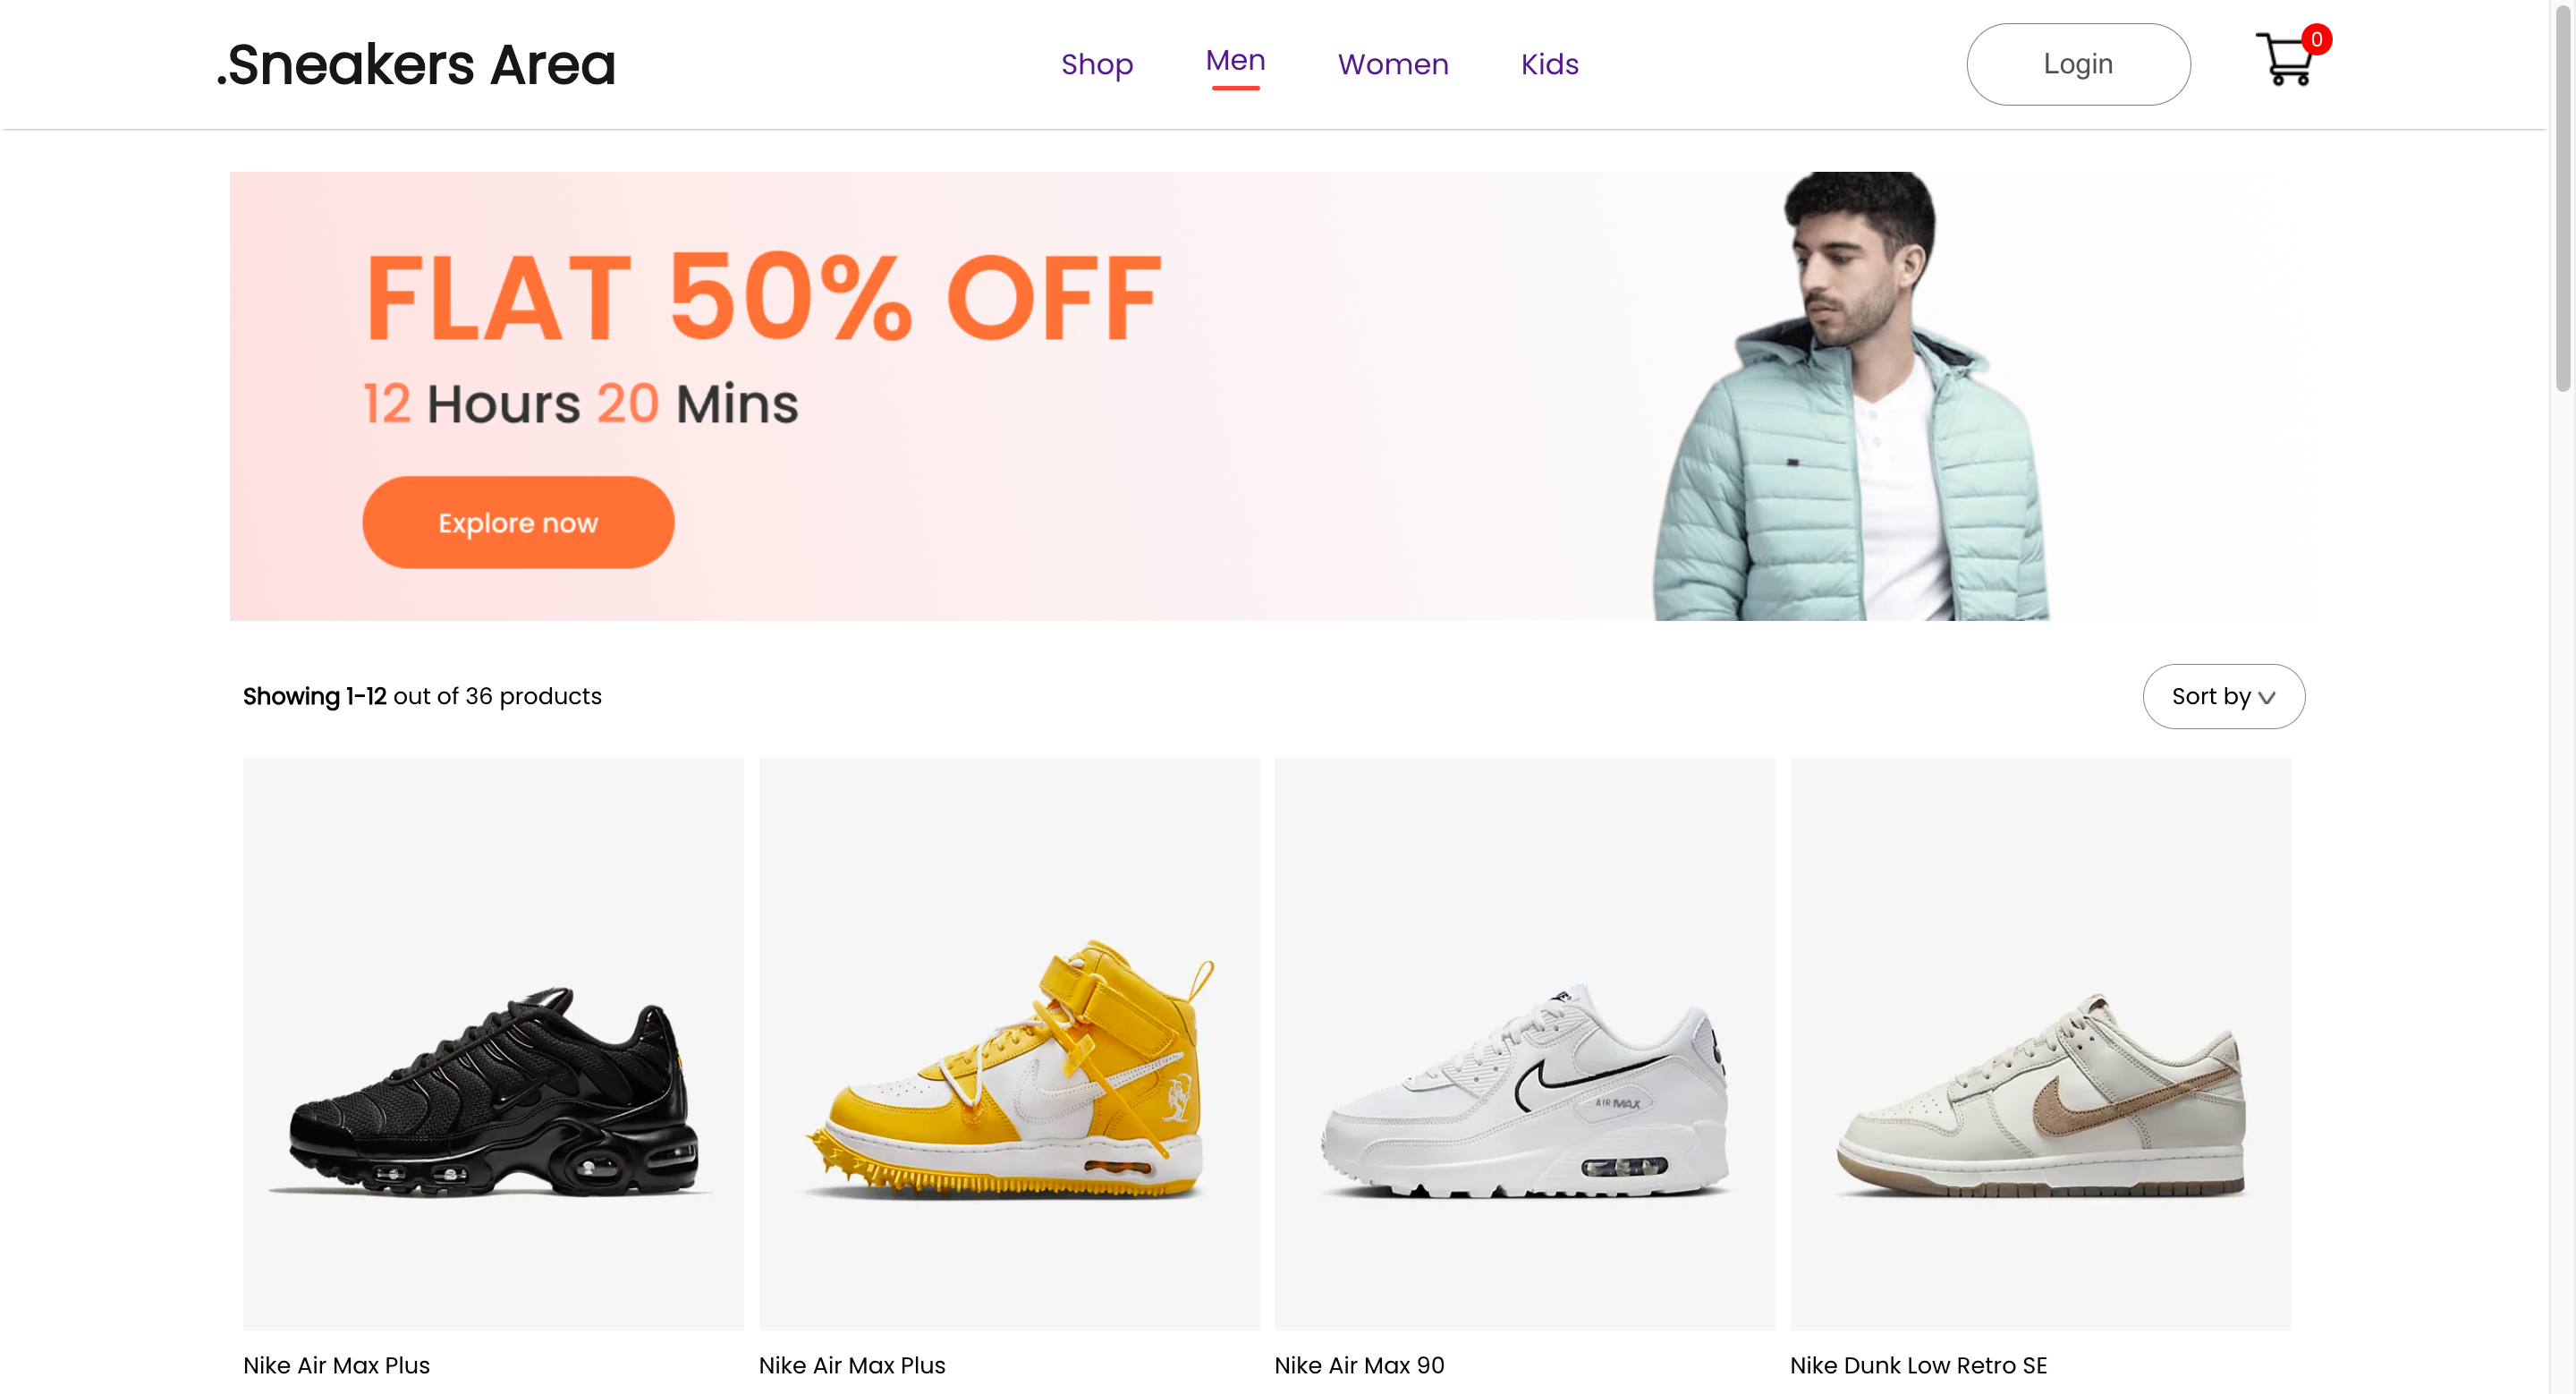 .Sneakers Area
Shop
Men
Women
Kids
Login
0
FLAT 50% OFF
12 Hours 20 Mins
Explore now
Showing 1-12 out of 36 products
Sort by
AIR MAX
Nike Air Max Plus
Nike Air Max Plus
Nike Air Max 90
Nike Dunk Low Retro SE